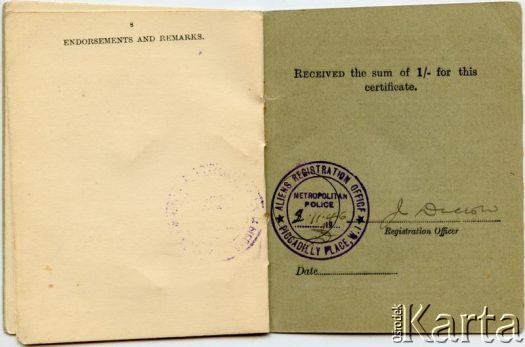 8
ENDORSEMENTS AND REMARKS.
RECEIVED the sum of 1/- for this
certificate.
ALIENS REGISTRATION OFFICE
METROPOLITAN
POLICE
PICCADILLY PLACE, W.1
Registration Officer
Date
ośrodek
Karta